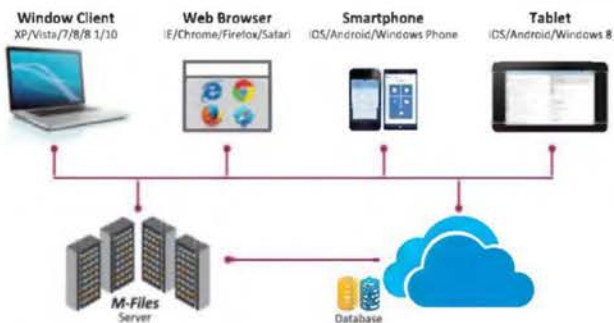 Window Client
XP/Vista/7/8/8 1/10
Web Browser
IE/Chrome/Firefox/Safari
Smartphone
iOS/Android/Windows Phone
Tablet
iOS/Android/Windows 8
M-Files
Server
Database